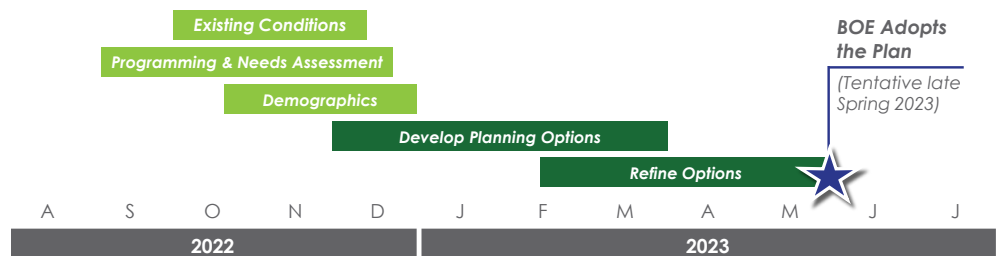 Existing Conditions
Programming & Needs Assessment
Demographics
Develop Planning Options
Refine Options
BOE Adopts
the Plan
(Tentative late
Spring 2023)
A S O N D J F M A M J J
2022 2023